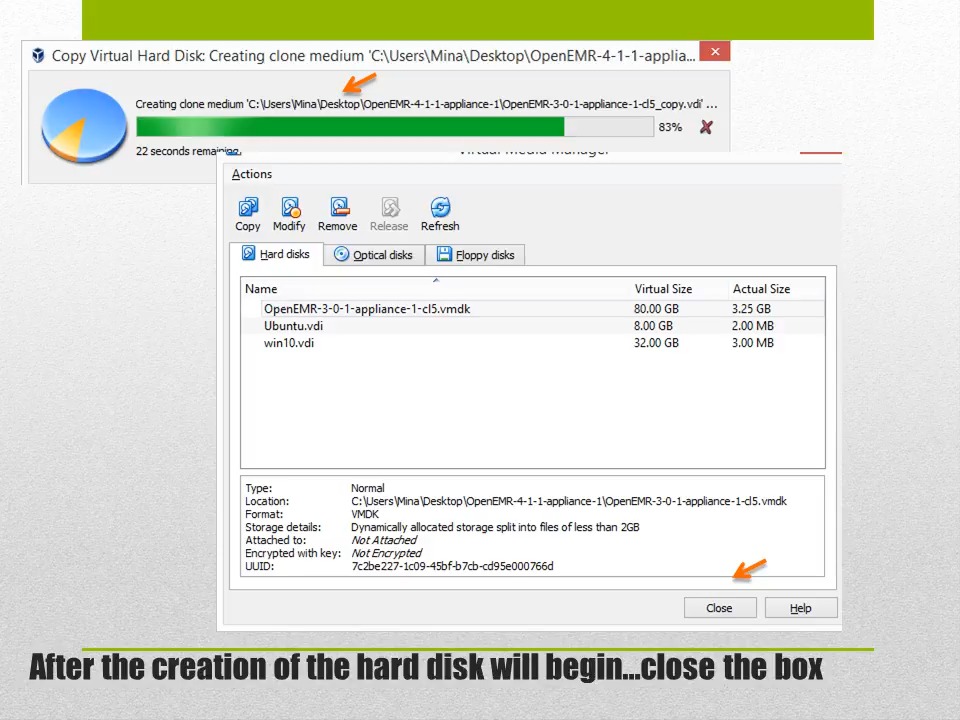 Copy Virtual Hard Disk: Creating clone medium 'C:\Users\Mina\Desktop\OpenEMR-4-1-1-applia...
Creating clone medium 'C:\Users\Mina\Desktop\OpenEMR-4-1-1-appliance-1\OpenEMR-3-0-1-appliance-1-cl5_copy.vdi' ...
83%
22 seconds remaining.
Virtual Media Manager
Actions
Copy Modify Remove Release Refresh
Hard disks Optical disks Floppy disks
Name Virtual Size Actual Size
OpenEMR-3-0-1-appliance-1-cl5.vmdk 80.00 GB 3.25 GB
Ubuntu.vdi 8.00 GB 2.00 MB
win10.vdi 32.00 GB 3.00 MB
Type: Normal
Location: C:\Users\Mina\Desktop\OpenEMR-4-1-1-appliance-1\OpenEMR-3-0-1-appliance-1-cl5.vmdk
Format: VMDK
Storage details: Dynamically allocated storage split into files of less than 2GB
Attached to: Not Attached
Encrypted with key: Not Encrypted
UUID: 7c2be227-1c09-45bf-b7cb-cd95e000766d
Close Help
After the creation of the hard disk will begin...close the box